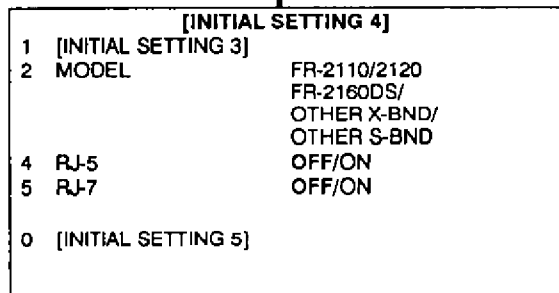 [INITIAL SETTING 4]
1 [INITIAL SETTING 3]
2 MODEL FR-2110/2120
FR-2160DS/
OTHER X-BND/
OTHER S-BND
4 RJ-5 OFF/ON
5 RJ-7 OFF/ON
0 [INITIAL SETTING 5]